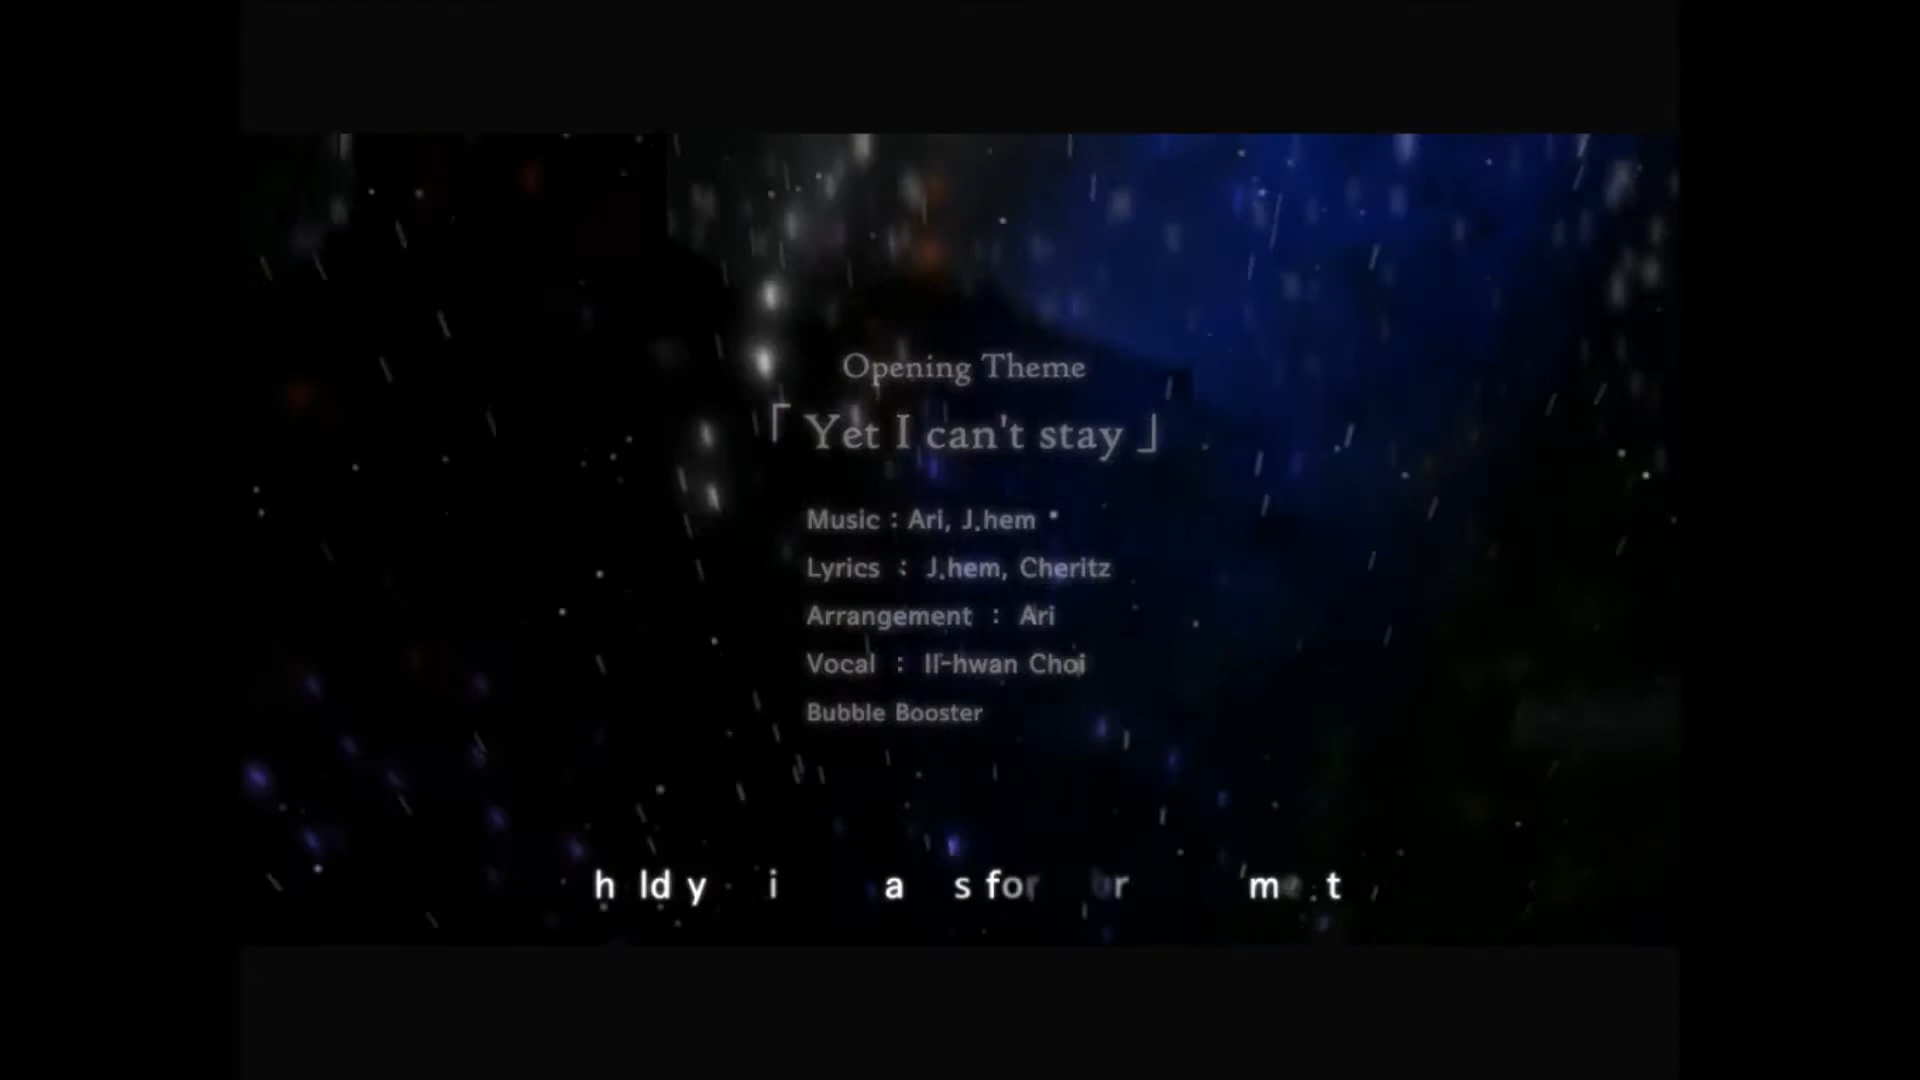 Opening Theme
「 Yet I can't stay 」
Music : Ari, J.hem
Lyrics : J.hem, Cheritz
Arrangement : Ari
Vocal : Il-hwan Choi
Bubble Booster